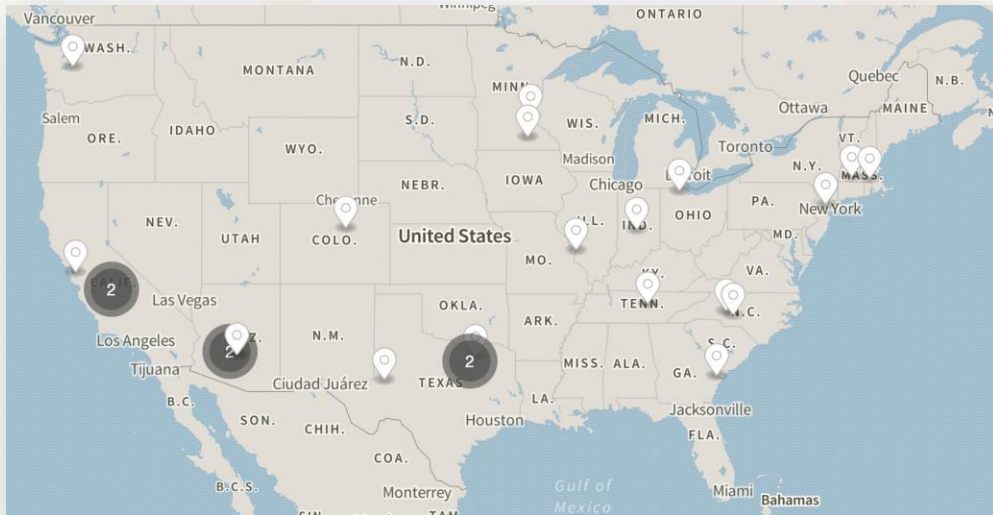 Winnipeg
Vancouver
ONTARIO
WASH.
MONTANA
N.D.
Quebec
N.B.
MINN
Ottawa
MAINE
Salem
ORE.
IDAHO
S.D.
WIS.
MICH.
VT.
WYO.
Madison
Toronto
N.Y.
MASS.
NEBR.
IOWA
Chicago
PA.
New York
NEV.
UTAH
COLO.
United States
IND.
OHIO
MD.
MO.
CALIF.
2
KY.
VA.
Las Vegas
OKLA.
TENN.
N.C.
Los Angeles
N.M.
ARK.
2
2
S.C.
Tijuana
Ciudad Juárez
TEXAS
MISS.
ALA.
GA.
B.C.
SON.
CHIH.
LA.
Houston
Jacksonville
FLA.
COA.
B.C.S.
Monterrey
Gulf of
Mexico
Miami
Bahamas